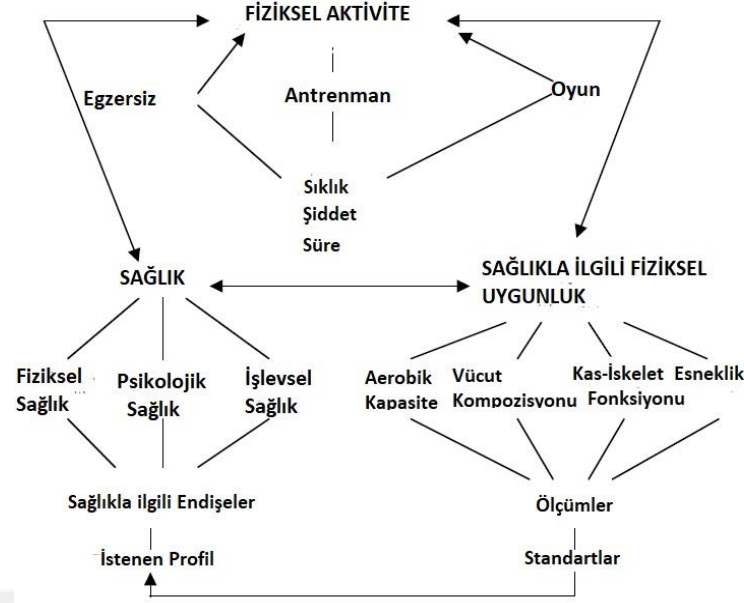 FİZİKSEL AKTİVİTE
Egzersiz
Antrenman
Oyun
Sıklık
Şiddet
Süre
SAĞLIK
SAĞLIKLA İLGİLİ FİZİKSEL
UYGUNLUK
Fiziksel
Sağlık
Psikolojik
Sağlık
İşlevsel
Sağlık
Aerobik
Kapasite
Vücut
Kompozisyonu
Kas-İskelet
Fonksiyonu
Esneklik
Sağlıkla ilgili Endişeler
Ölçümler
İstenen Profil
Standartlar